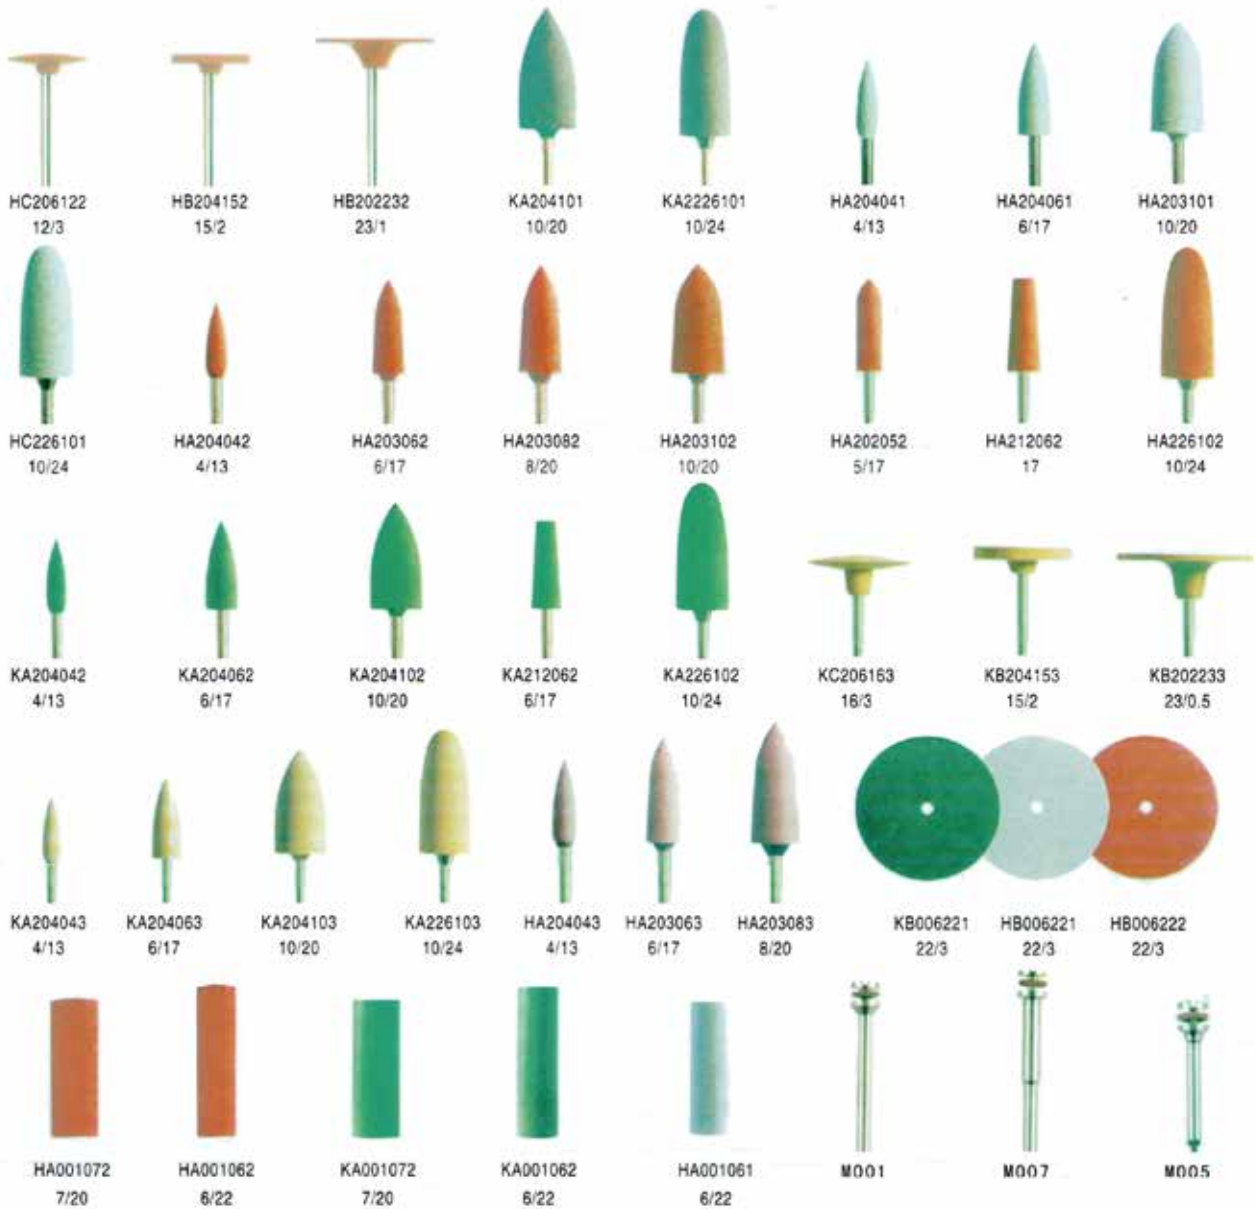 HC206122 HB204152 HB202232 KA204101 KA2226101 HA204041 HA204061 HA203101
12/3 15/2 23/1 10/20 10/24 4/13 6/17 10/20
HC226101 HA204042 HA203062 HA203082 HA203102 HA202052 HA212062 HA226102
10/24 4/13 6/17 8/20 10/20 5/17 17 10/24
KA204042 KA204062 KA204102 KA212062 KA226102 KC206163 KB204153 KB202233
4/13 6/17 10/20 6/17 10/24 16/3 15/2 23/0.5
KA204043 KA204063 KA204103 KA226103 HA204043 HA203063 HA203083 KB006221 HB006221 HB006222
4/13 6/17 10/20 10/24 4/13 6/17 8/20 22/3 22/3 22/3
HA001072 HA001062 KA001072 KA001062 HA001061 M001 M007 M005
7/20 6/22 7/20 6/22 6/22